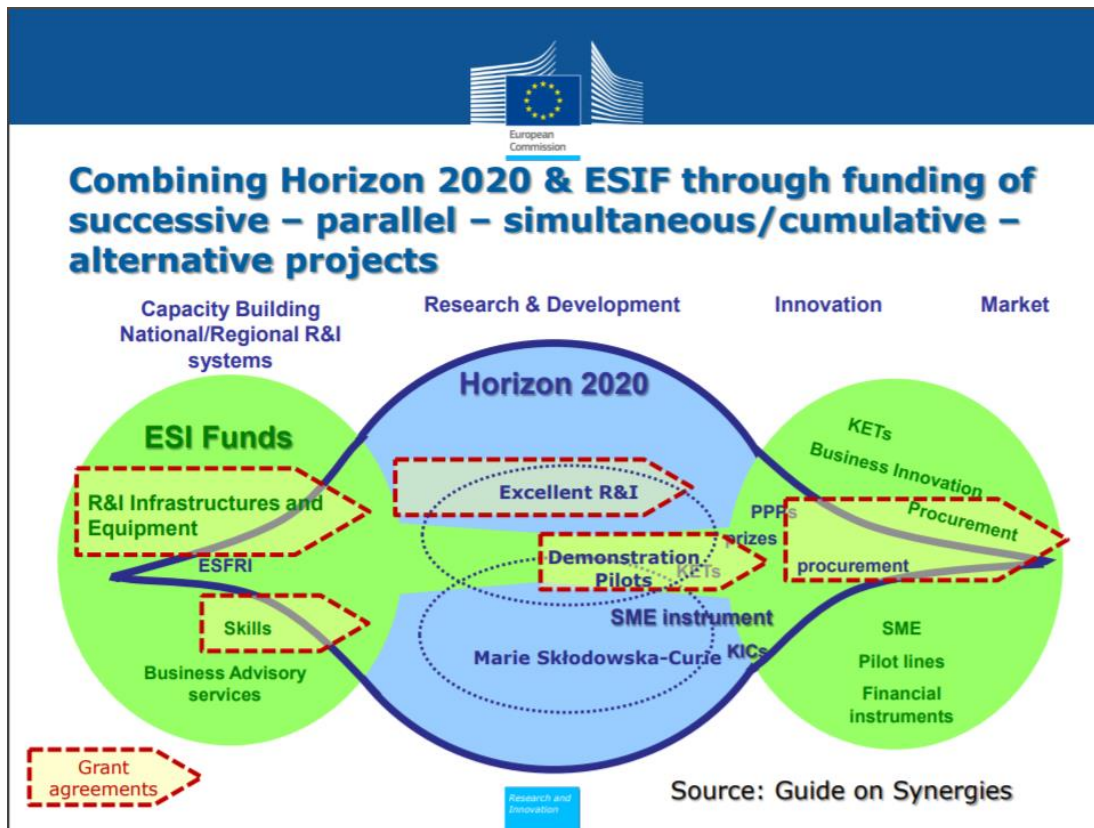 European
Commission
Combining Horizon 2020 & ESIF through funding of
successive – parallel – simultaneous/cumulative –
alternative projects
Capacity Building
National/Regional R&I
systems
Research & Development
Innovation
Market
Horizon 2020
ESI Funds
R&I Infrastructures and
Equipment
ESFRI
Skills
Business Advisory
services
Excellent R&I
Demonstration
Pilots
KETs
SME instrument
Marie Skłodowska-Curie
KICs
PPPs
prizes
procurement
KETs
Business Innovation
Procurement
SME
Pilot lines
Financial
instruments
Grant
agreements
Research and
Innovation
Source: Guide on Synergies